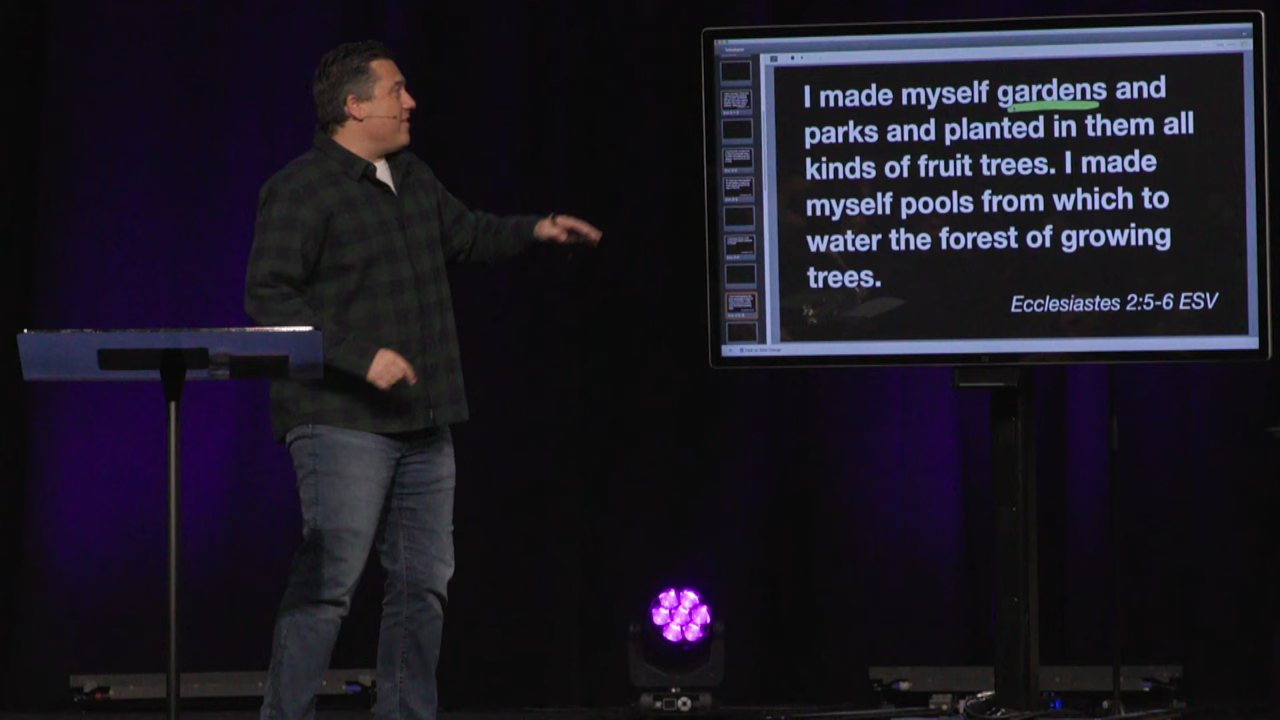 I made myself gardens and
parks and planted in them all
kinds of fruit trees. I made
myself pools from which to
water the forest of growing
trees.
Ecclesiastes 2:5-6 ESV